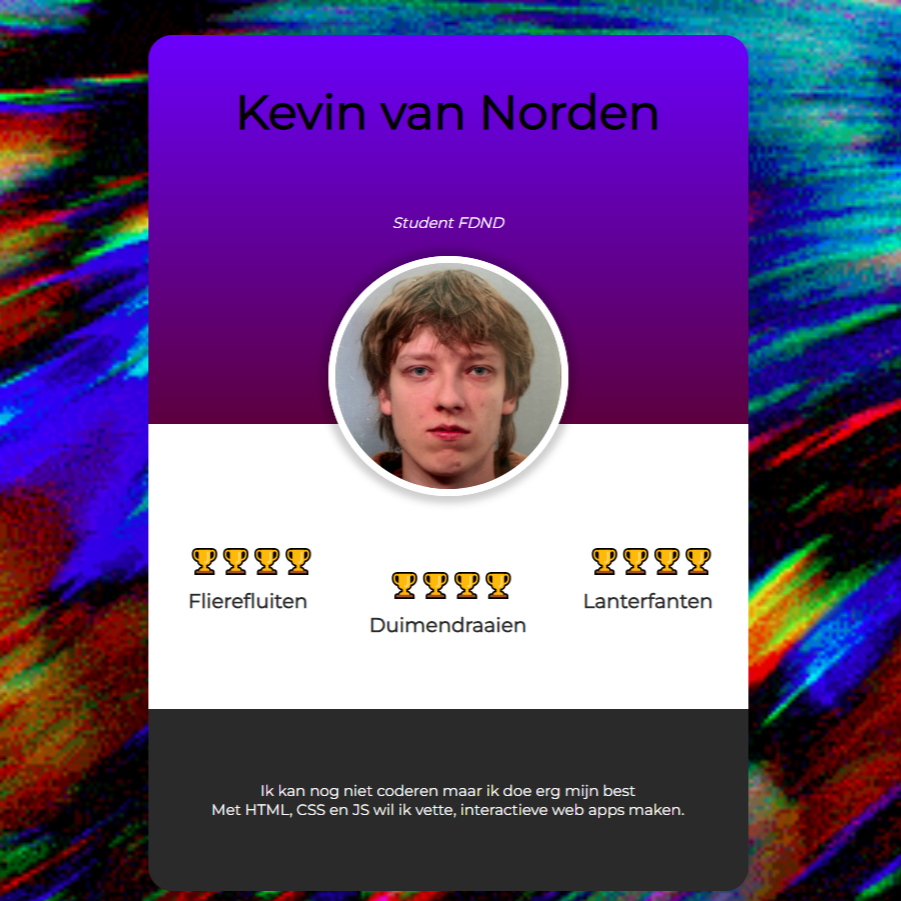 Kevin van Norden
Student FDND
🏆🏆🏆🏆
Flierefluiten
🏆🏆🏆🏆
Duimendraaien
🏆🏆🏆🏆
Lanterfanten
Ik kan nog niet coderen maar ik doe erg mijn best
Met HTML, CSS en JS wil ik vette, interactieve web apps maken.